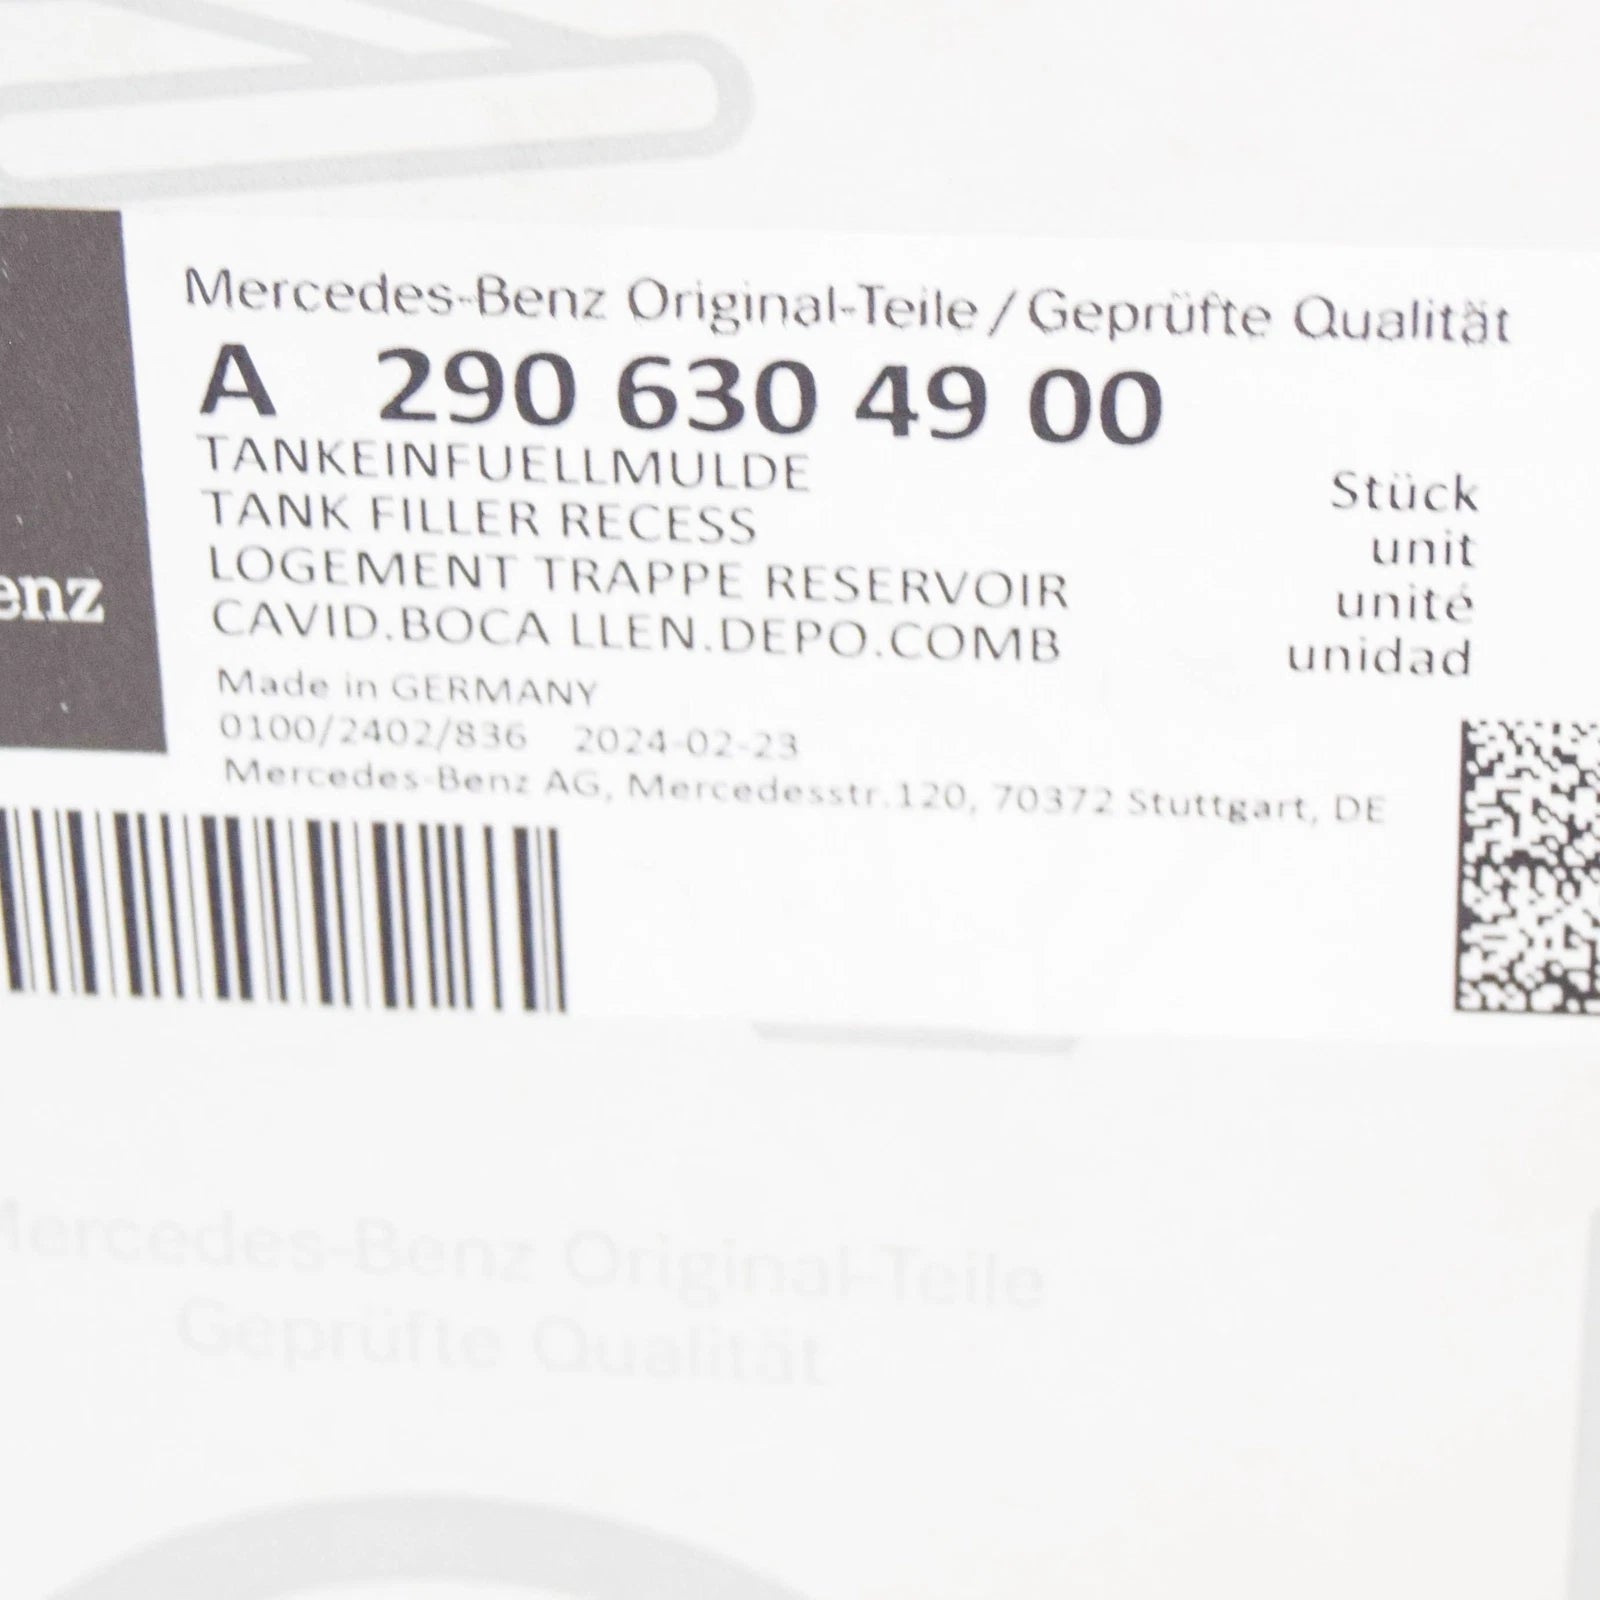 Mercedes-Benz Original-Teile / Geprüfte Qualität
A 290 630 49 00
TANKEINFUELLMULDE
TANK FILLER RECESS
LOGEMENT TRAPPE RESERVOIR
CAVID.BOCA LLEN.DEPO.COMB
Stück
unit
unité
unidad
enz
Made in GERMANY
0100/2402/836 2024-02-23
Mercedes-Benz AG, Mercedesstr.120, 70372 Stuttgart, DE
Mercedes-Benz Original-Teile
Geprüfte Qualität